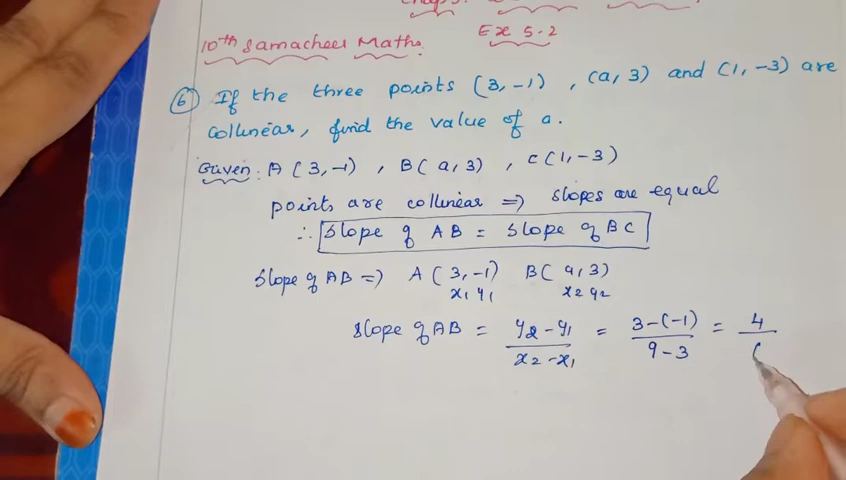 10th Samacheer Maths.
Ex 5.2
⑥ If the three points (3,-1), (a, 3) and (1,-3) are
collinear, find the value of a.
Given: A (3,-1), B(a,3), C(1,-3)
points are collinear => slopes are equal
∴ Slope of AB = Slope of BC
Slope of AB => A (3,-1) B(a,3)
x1 y1 x2 y2
slope of AB = y2 - y1 / x2 - x1 = 3-(-1) / a-3 = 4 /